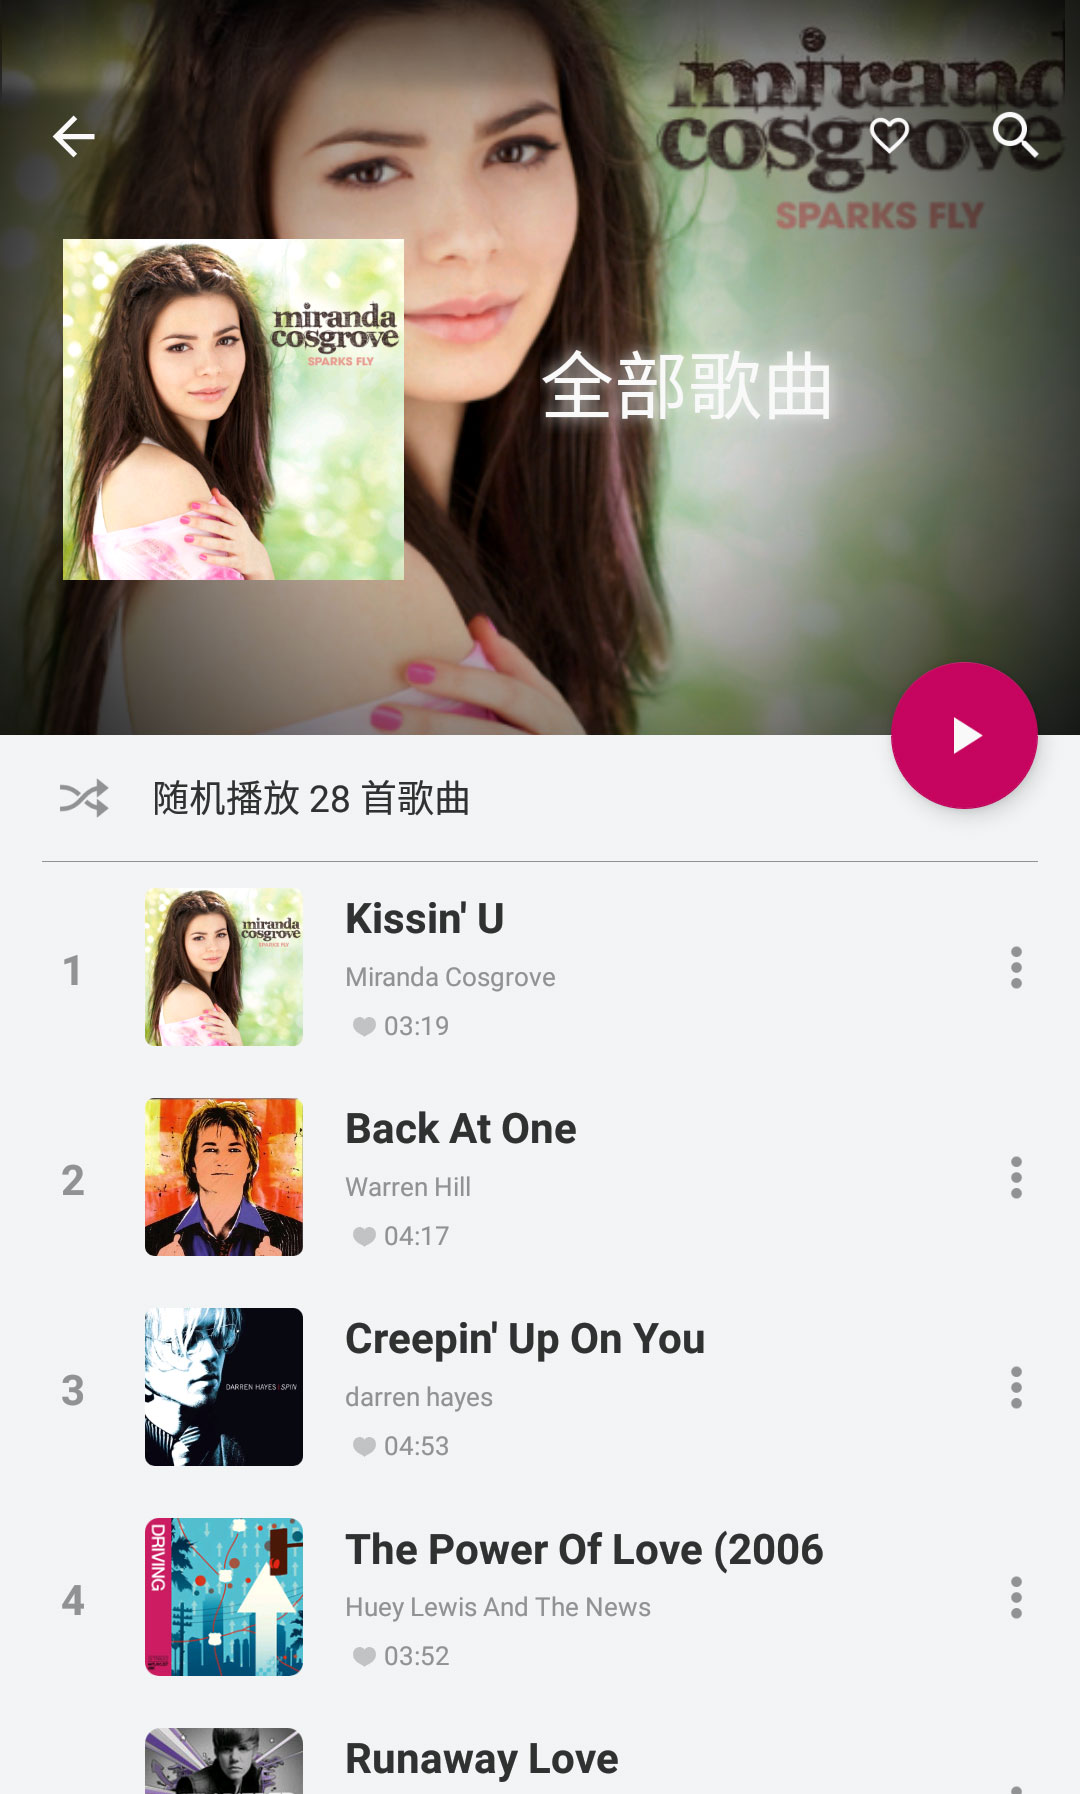 miranda
cosgrove
SPARKS FLY
miranda
cosgrove
SPARKS FLY
全部歌曲
随机播放 28 首歌曲
1
miranda
cosgrove
SPARKS FLY
Kissin' U
Miranda Cosgrove
03:19
2
Back At One
Warren Hill
04:17
3
DARREN HAYES | SPIN
Creepin' Up On You
darren hayes
04:53
4
DRIVING
The Power Of Love (2006
Huey Lewis And The News
03:52
Runaway Love